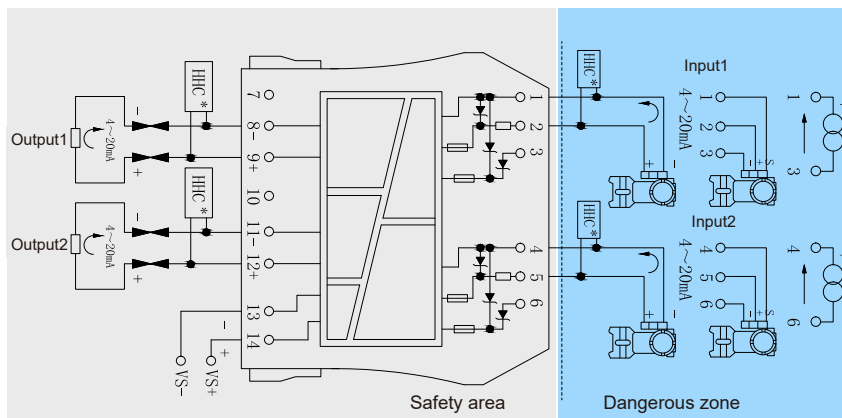 Output1
4～20mA
-
+
HHC
*
Output2
4～20mA
-
+
HHC
*
7
8-
9+
10
11-
12+
13
14
-
+
VS-
VS+
1
2
3
4
5
6
Safety area
HHC
*
Input1
4～20mA
+
-
1
2
3
-
+
S
1
3
HHC
*
Input2
4～20mA
+
-
4
5
6
-
+
S
4
6
Dangerous zone